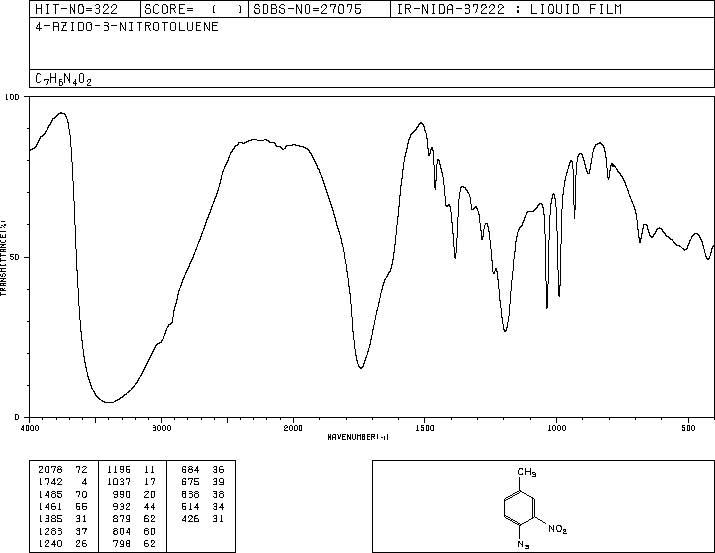 HIT-NO=322 SCORE= ( ) SDBS-NO=27075 IR-NIDA-37222 : LIQUID FILM
4-AZIDO-3-NITROTOLUENE
C7H6N4O2
100
TRANSMITTANCE(%)
50
0
4000 3000 2000 1500 1000 500
WAVENUMBER(-1)
2078 72 1196 11 684 36
1742 4 1037 17 675 39
1485 70 990 20 638 38
1461 66 932 44 514 34
1385 31 879 62 426 31
1283 37 804 60
1240 26 798 62
CH3
NO2
N3